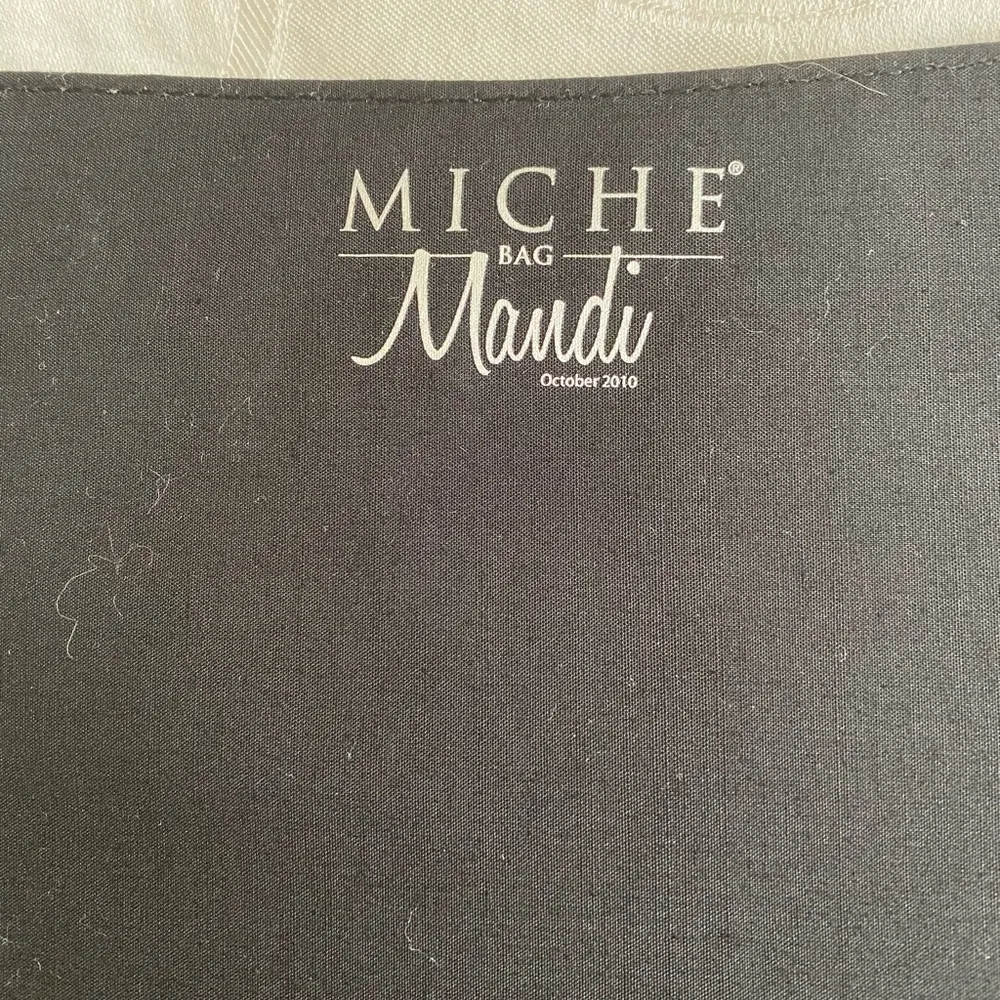 MICHE®
BAG
Mandi
October 2010